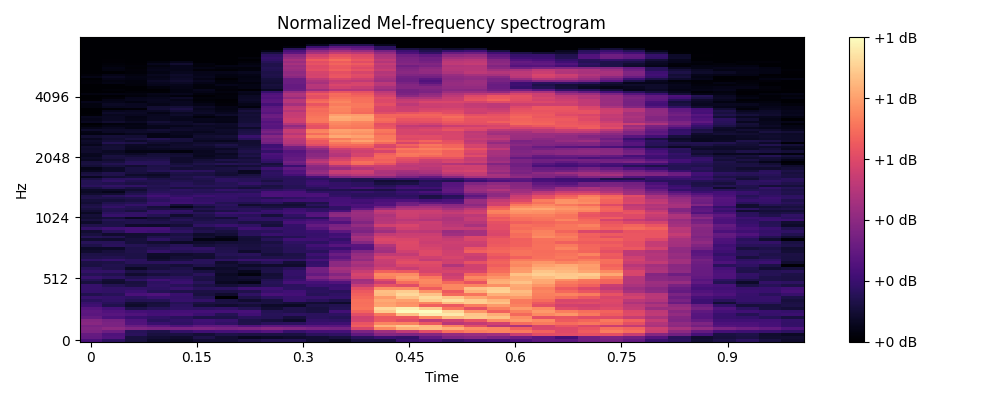 Normalized Mel-frequency spectrogram
Hz
4096
2048
1024
512
0
0 0.15 0.3 0.45 0.6 0.75 0.9
Time
+1 dB
+1 dB
+1 dB
+0 dB
+0 dB
+0 dB